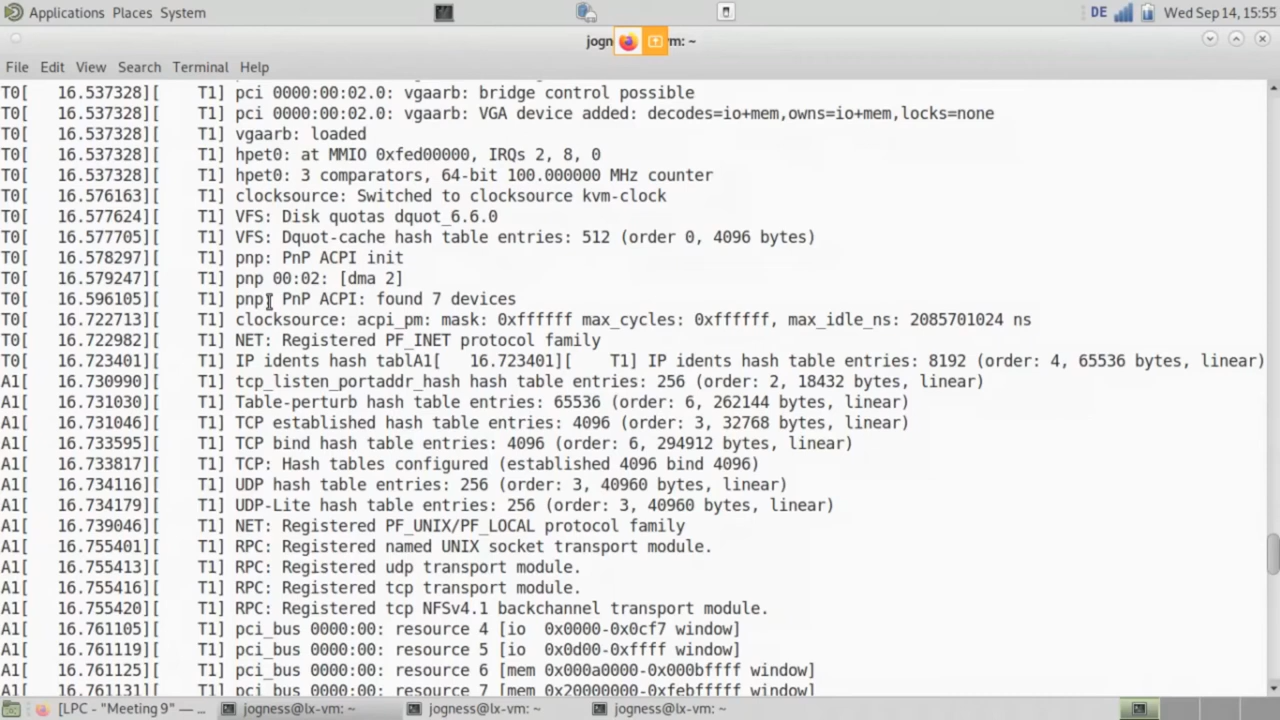 Applications Places System
DE Wed Sep 14, 15:55
jogn vm: ~
File Edit View Search Terminal Help
T0[    16.537328][    T1] pci 0000:00:02.0: vgaarb: bridge control possible
T0[    16.537328][    T1] pci 0000:00:02.0: vgaarb: VGA device added: decodes=io+mem,owns=io+mem,locks=none
T0[    16.537328][    T1] vgaarb: loaded
T0[    16.537328][    T1] hpet0: at MMIO 0xfed00000, IRQs 2, 8, 0
T0[    16.537328][    T1] hpet0: 3 comparators, 64-bit 100.000000 MHz counter
T0[    16.576163][    T1] clocksource: Switched to clocksource kvm-clock
T0[    16.577624][    T1] VFS: Disk quotas dquot_6.6.0
T0[    16.577705][    T1] VFS: Dquot-cache hash table entries: 512 (order 0, 4096 bytes)
T0[    16.578297][    T1] pnp: PnP ACPI init
T0[    16.579247][    T1] pnp 00:02: [dma 2]
T0[    16.596105][    T1] pnp: PnP ACPI: found 7 devices
T0[    16.722713][    T1] clocksource: acpi_pm: mask: 0xffffff max_cycles: 0xffffff, max_idle_ns: 2085701024 ns
T0[    16.722982][    T1] NET: Registered PF_INET protocol family
T0[    16.723401][    T1] IP idents hash tablA1[    16.723401][    T1] IP idents hash table entries: 8192 (order: 4, 65536 bytes, linear)
A1[    16.730990][    T1] tcp_listen_portaddr_hash hash table entries: 256 (order: 2, 18432 bytes, linear)
A1[    16.731030][    T1] Table-perturb hash table entries: 65536 (order: 6, 262144 bytes, linear)
A1[    16.731046][    T1] TCP established hash table entries: 4096 (order: 3, 32768 bytes, linear)
A1[    16.733595][    T1] TCP bind hash table entries: 4096 (order: 6, 294912 bytes, linear)
A1[    16.733817][    T1] TCP: Hash tables configured (established 4096 bind 4096)
A1[    16.734116][    T1] UDP hash table entries: 256 (order: 3, 40960 bytes, linear)
A1[    16.734179][    T1] UDP-Lite hash table entries: 256 (order: 3, 40960 bytes, linear)
A1[    16.739046][    T1] NET: Registered PF_UNIX/PF_LOCAL protocol family
A1[    16.755401][    T1] RPC: Registered named UNIX socket transport module.
A1[    16.755413][    T1] RPC: Registered udp transport module.
A1[    16.755416][    T1] RPC: Registered tcp transport module.
A1[    16.755420][    T1] RPC: Registered tcp NFSv4.1 backchannel transport module.
A1[    16.761105][    T1] pci_bus 0000:00: resource 4 [io  0x0000-0x0cf7 window]
A1[    16.761119][    T1] pci_bus 0000:00: resource 5 [io  0x0d00-0xffff window]
A1[    16.761125][    T1] pci_bus 0000:00: resource 6 [mem 0x000a0000-0x000bffff window]
A1[    16.761131][    T1] pci_bus 0000:00: resource 7 [mem 0x20000000-0xfebfffff window]
[LPC - "Meeting 9" — ... jogness@lx-vm: ~ jogness@lx-vm: ~ jogness@lx-vm: ~